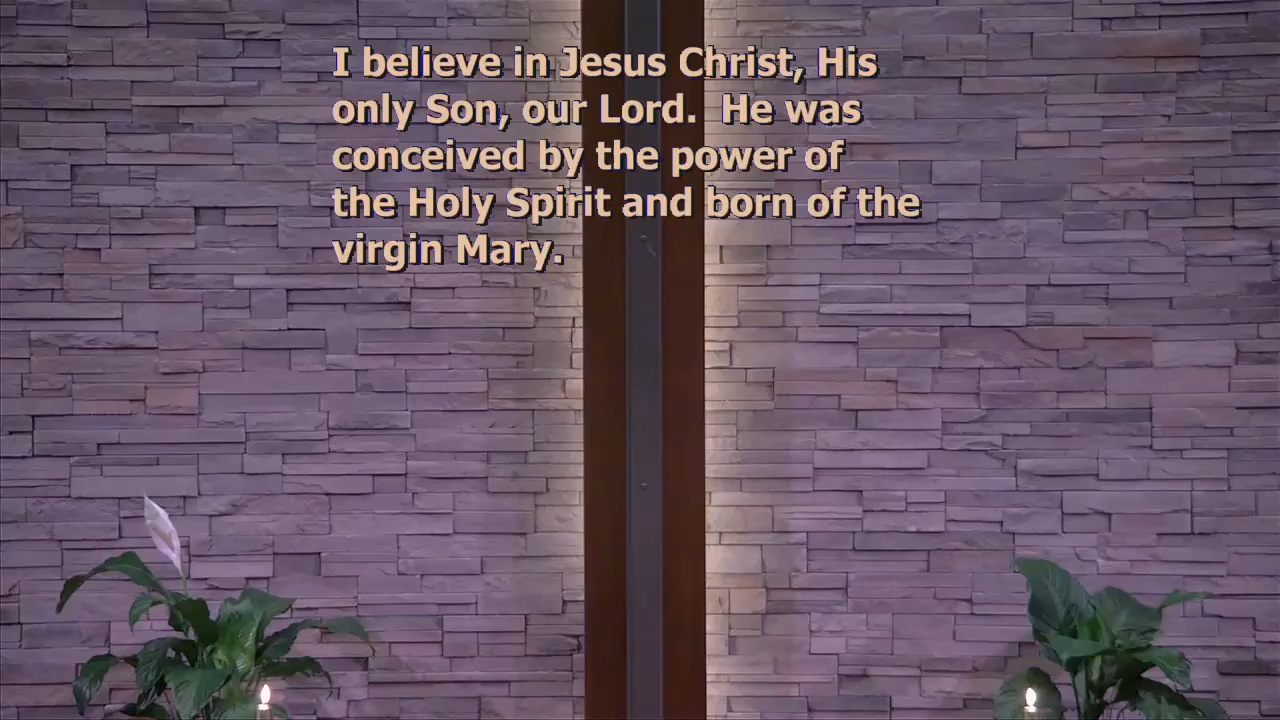 I believe in Jesus Christ, His
only Son, our Lord.  He was
conceived by the power of
the Holy Spirit and born of the
virgin Mary.